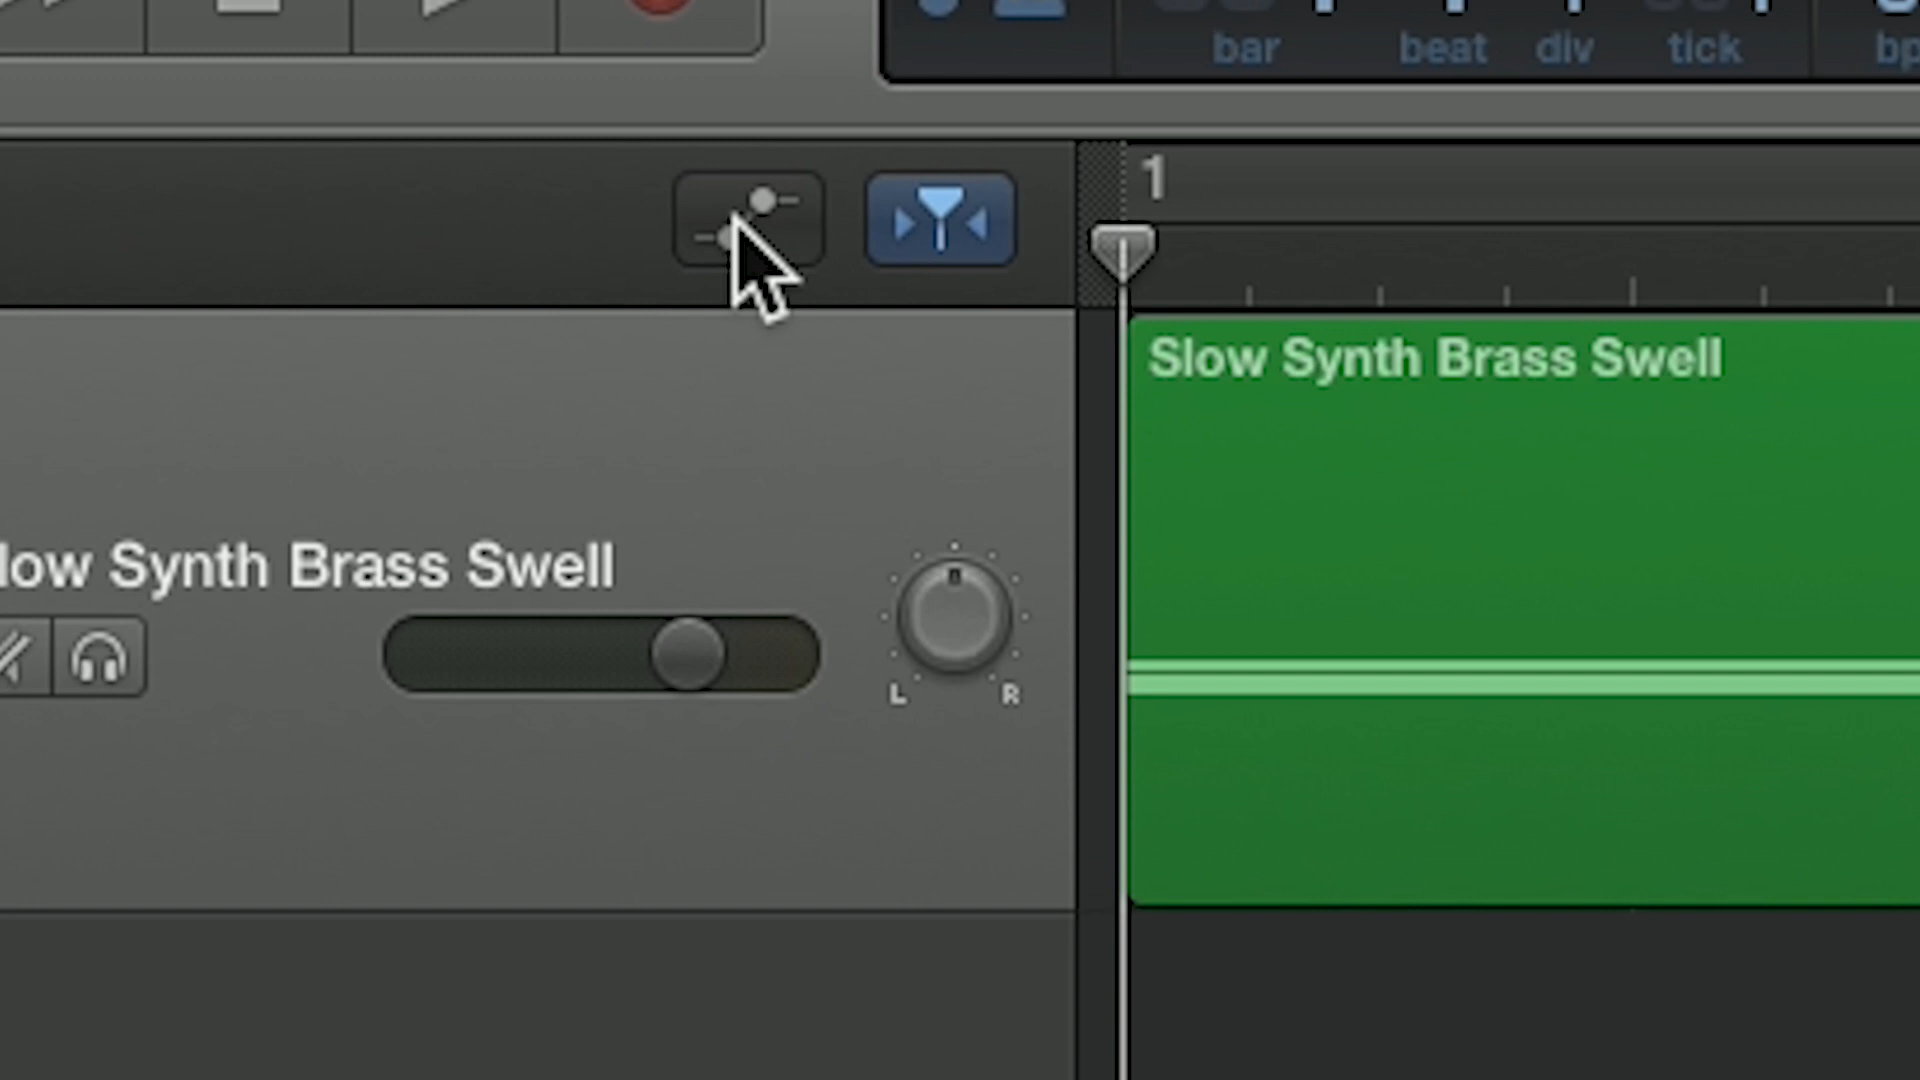 bar beat div tick
1
Slow Synth Brass Swell
low Synth Brass Swell
L R